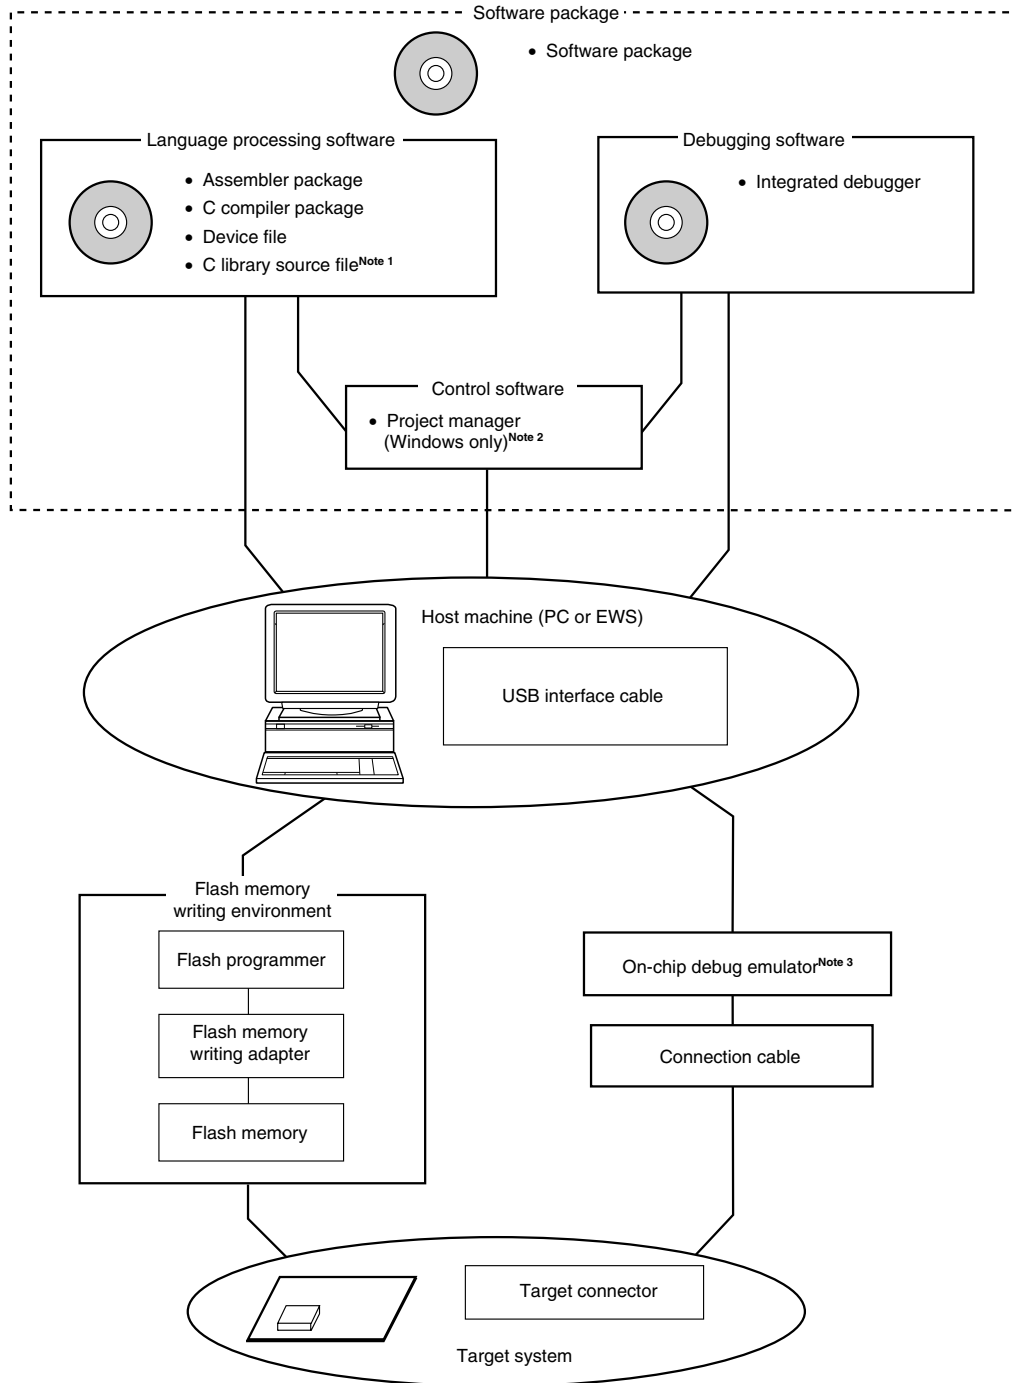 Software package
• Software package
Language processing software
• Assembler package
• C compiler package
• Device file
• C library source fileNote 1
Debugging software
• Integrated debugger
Control software
• Project manager
(Windows only)Note 2
Host machine (PC or EWS)
USB interface cable
Flash memory
writing environment
Flash programmer
Flash memory
writing adapter
Flash memory
On-chip debug emulatorNote 3
Connection cable
Target connector
Target system